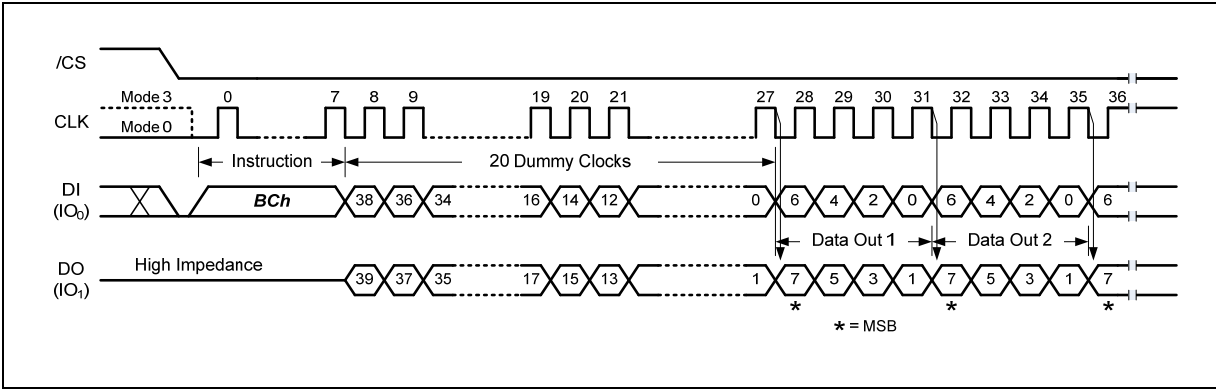 /CS
Mode 3 0 7 8 9 19 20 21 27 28 29 30 31 32 33 34 35 36
CLK
Mode 0
Instruction 20 Dummy Clocks
DI
(IO0)
BCh 38 36 34 16 14 12 0 6 4 2 0 6 4 2 0 6
Data Out 1 Data Out 2
High Impedance
DO
(IO1)
39 37 35 17 15 13 1 7 5 3 1 7 5 3 1 7
* * *
* = MSB